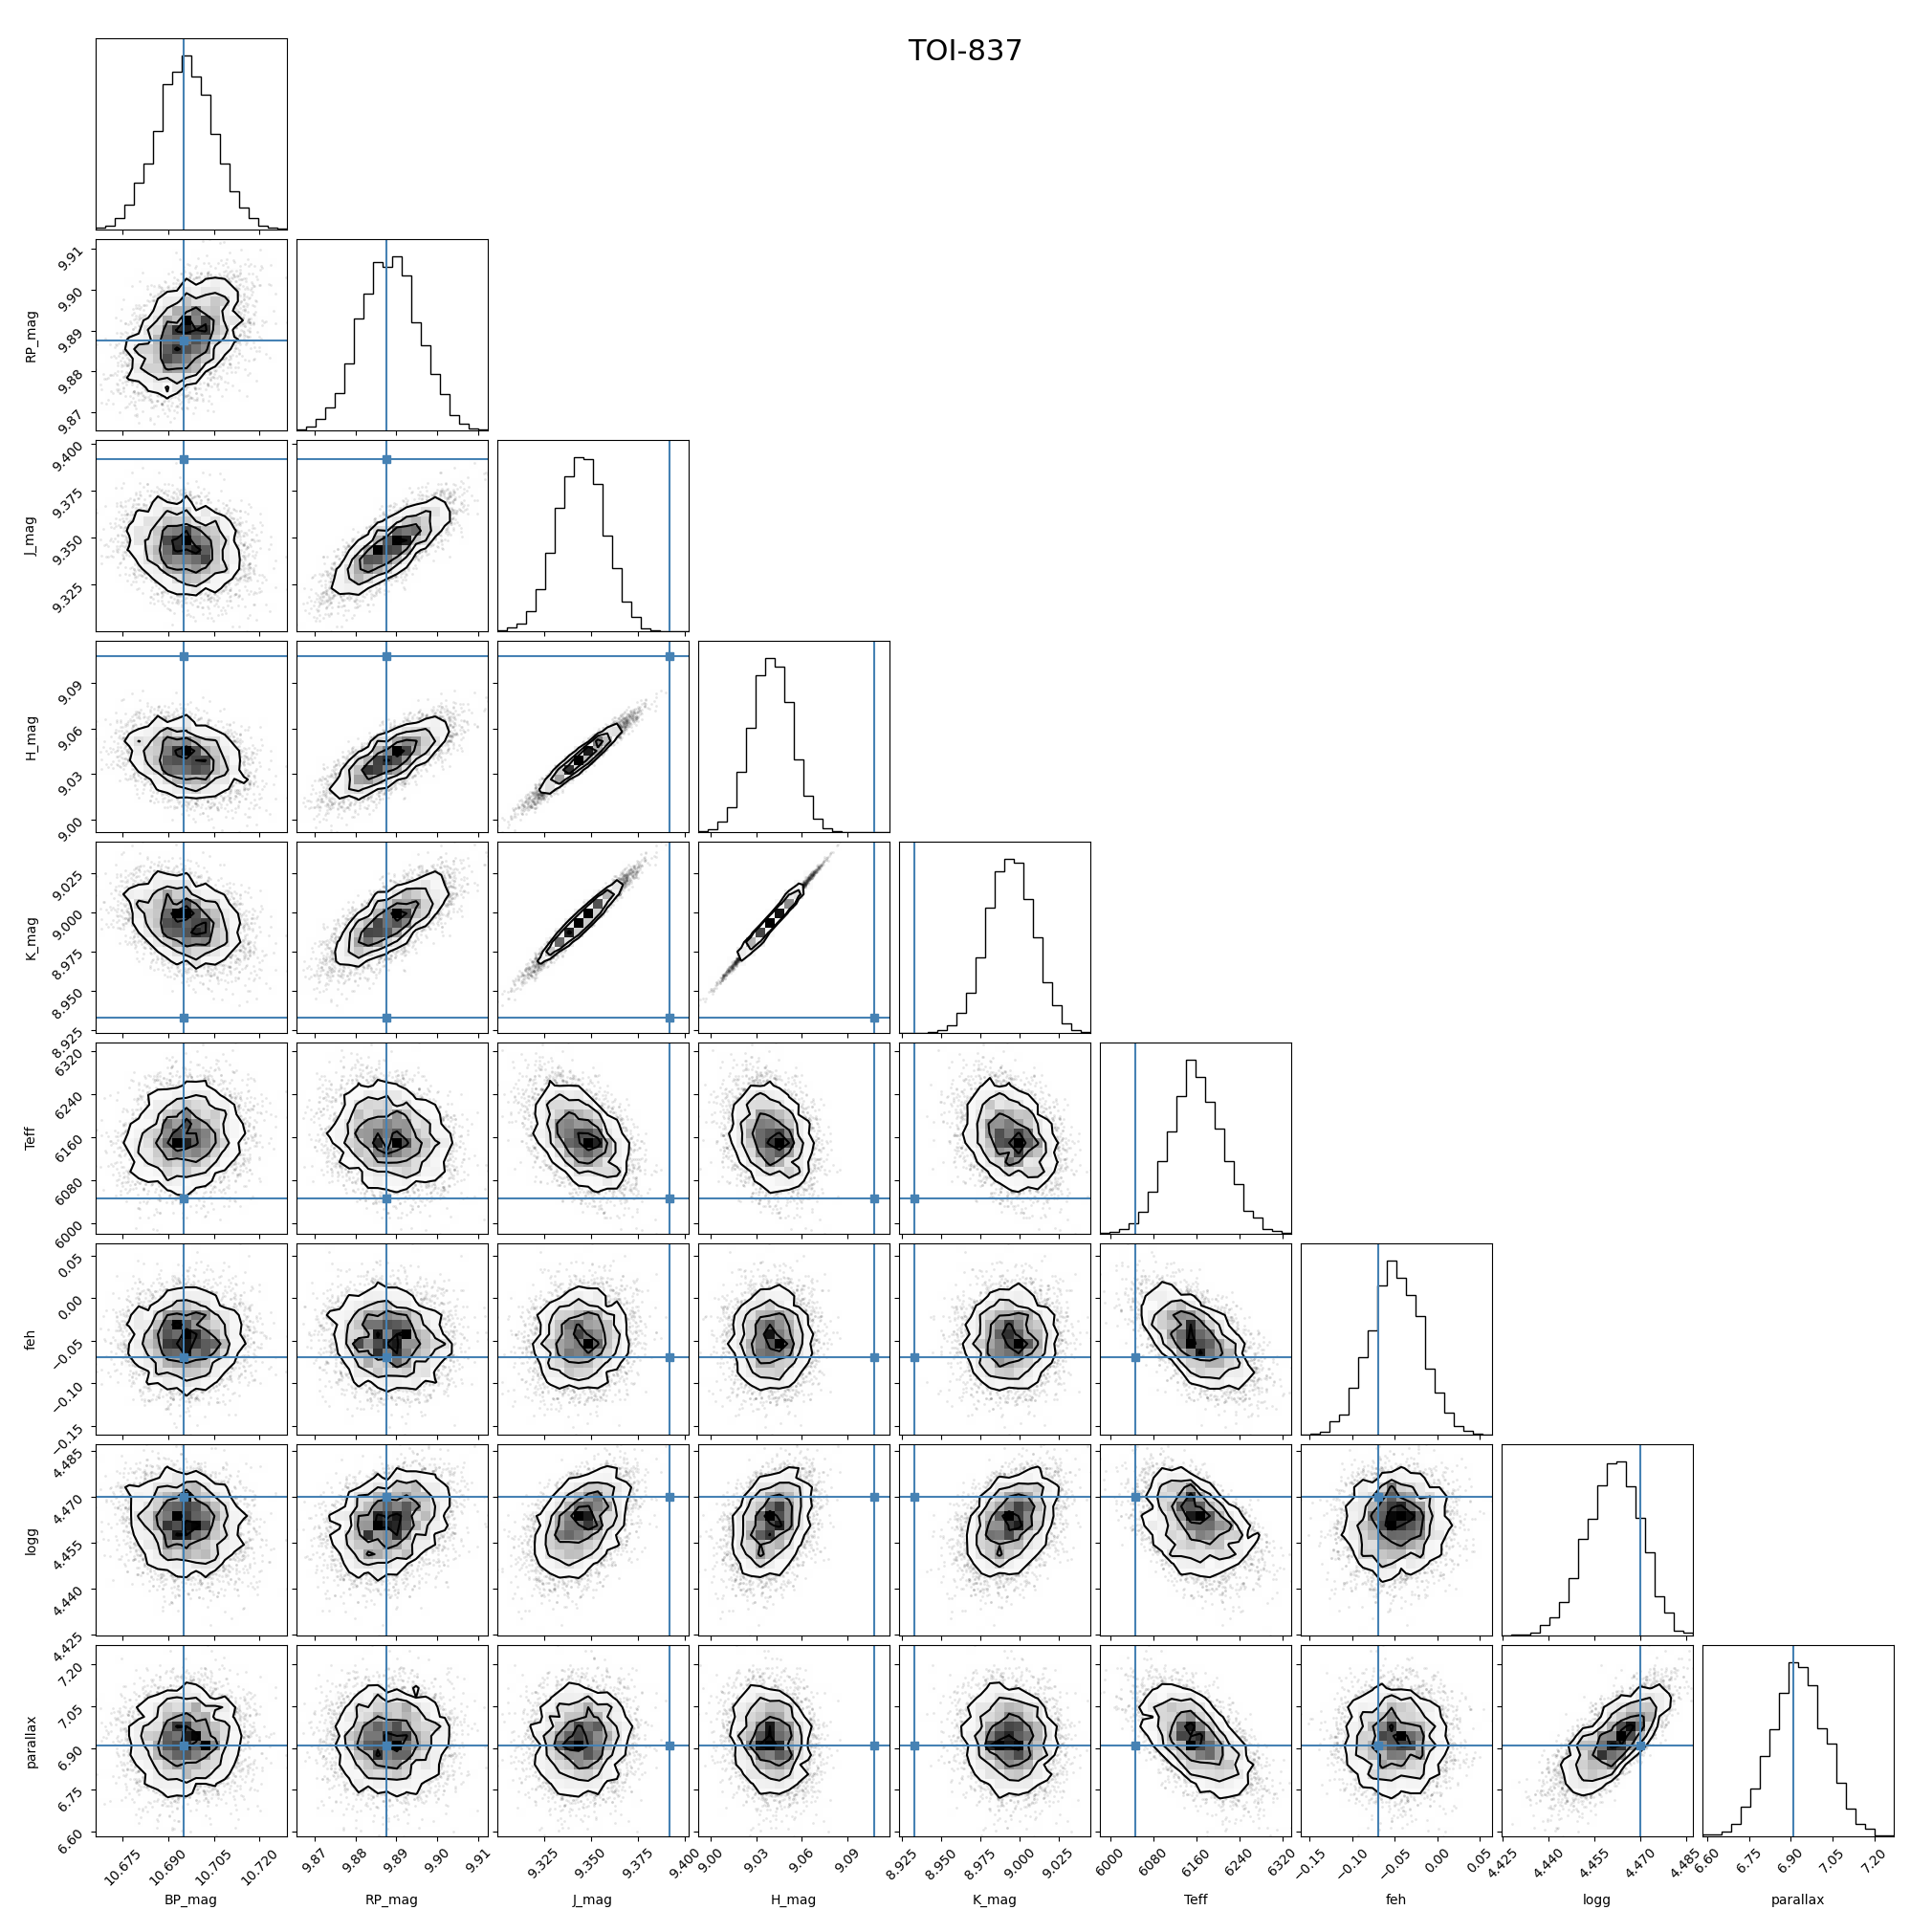 TOI-837
RP_mag
9.91
9.90
9.89
9.88
9.87
J_mag
9.400
9.375
9.350
9.325
H_mag
9.09
9.06
9.03
9.00
K_mag
9.025
9.000
8.975
8.950
8.925
Teff
6320
6240
6160
6080
6000
feh
0.05
0.00
−0.05
−0.10
−0.15
logg
4.485
4.470
4.455
4.440
4.425
parallax
7.20
7.05
6.90
6.75
6.60
10.675 10.690 10.705 10.720
9.87 9.88 9.89 9.90 9.91
9.325 9.350 9.375 9.400
9.00 9.03 9.06 9.09
8.925 8.950 8.975 9.000 9.025
6000 6080 6160 6240 6320
−0.15 −0.10 −0.05 0.00 0.05
4.425 4.440 4.455 4.470 4.485
6.60 6.75 6.90 7.05 7.20
BP_mag RP_mag J_mag H_mag K_mag Teff feh logg parallax